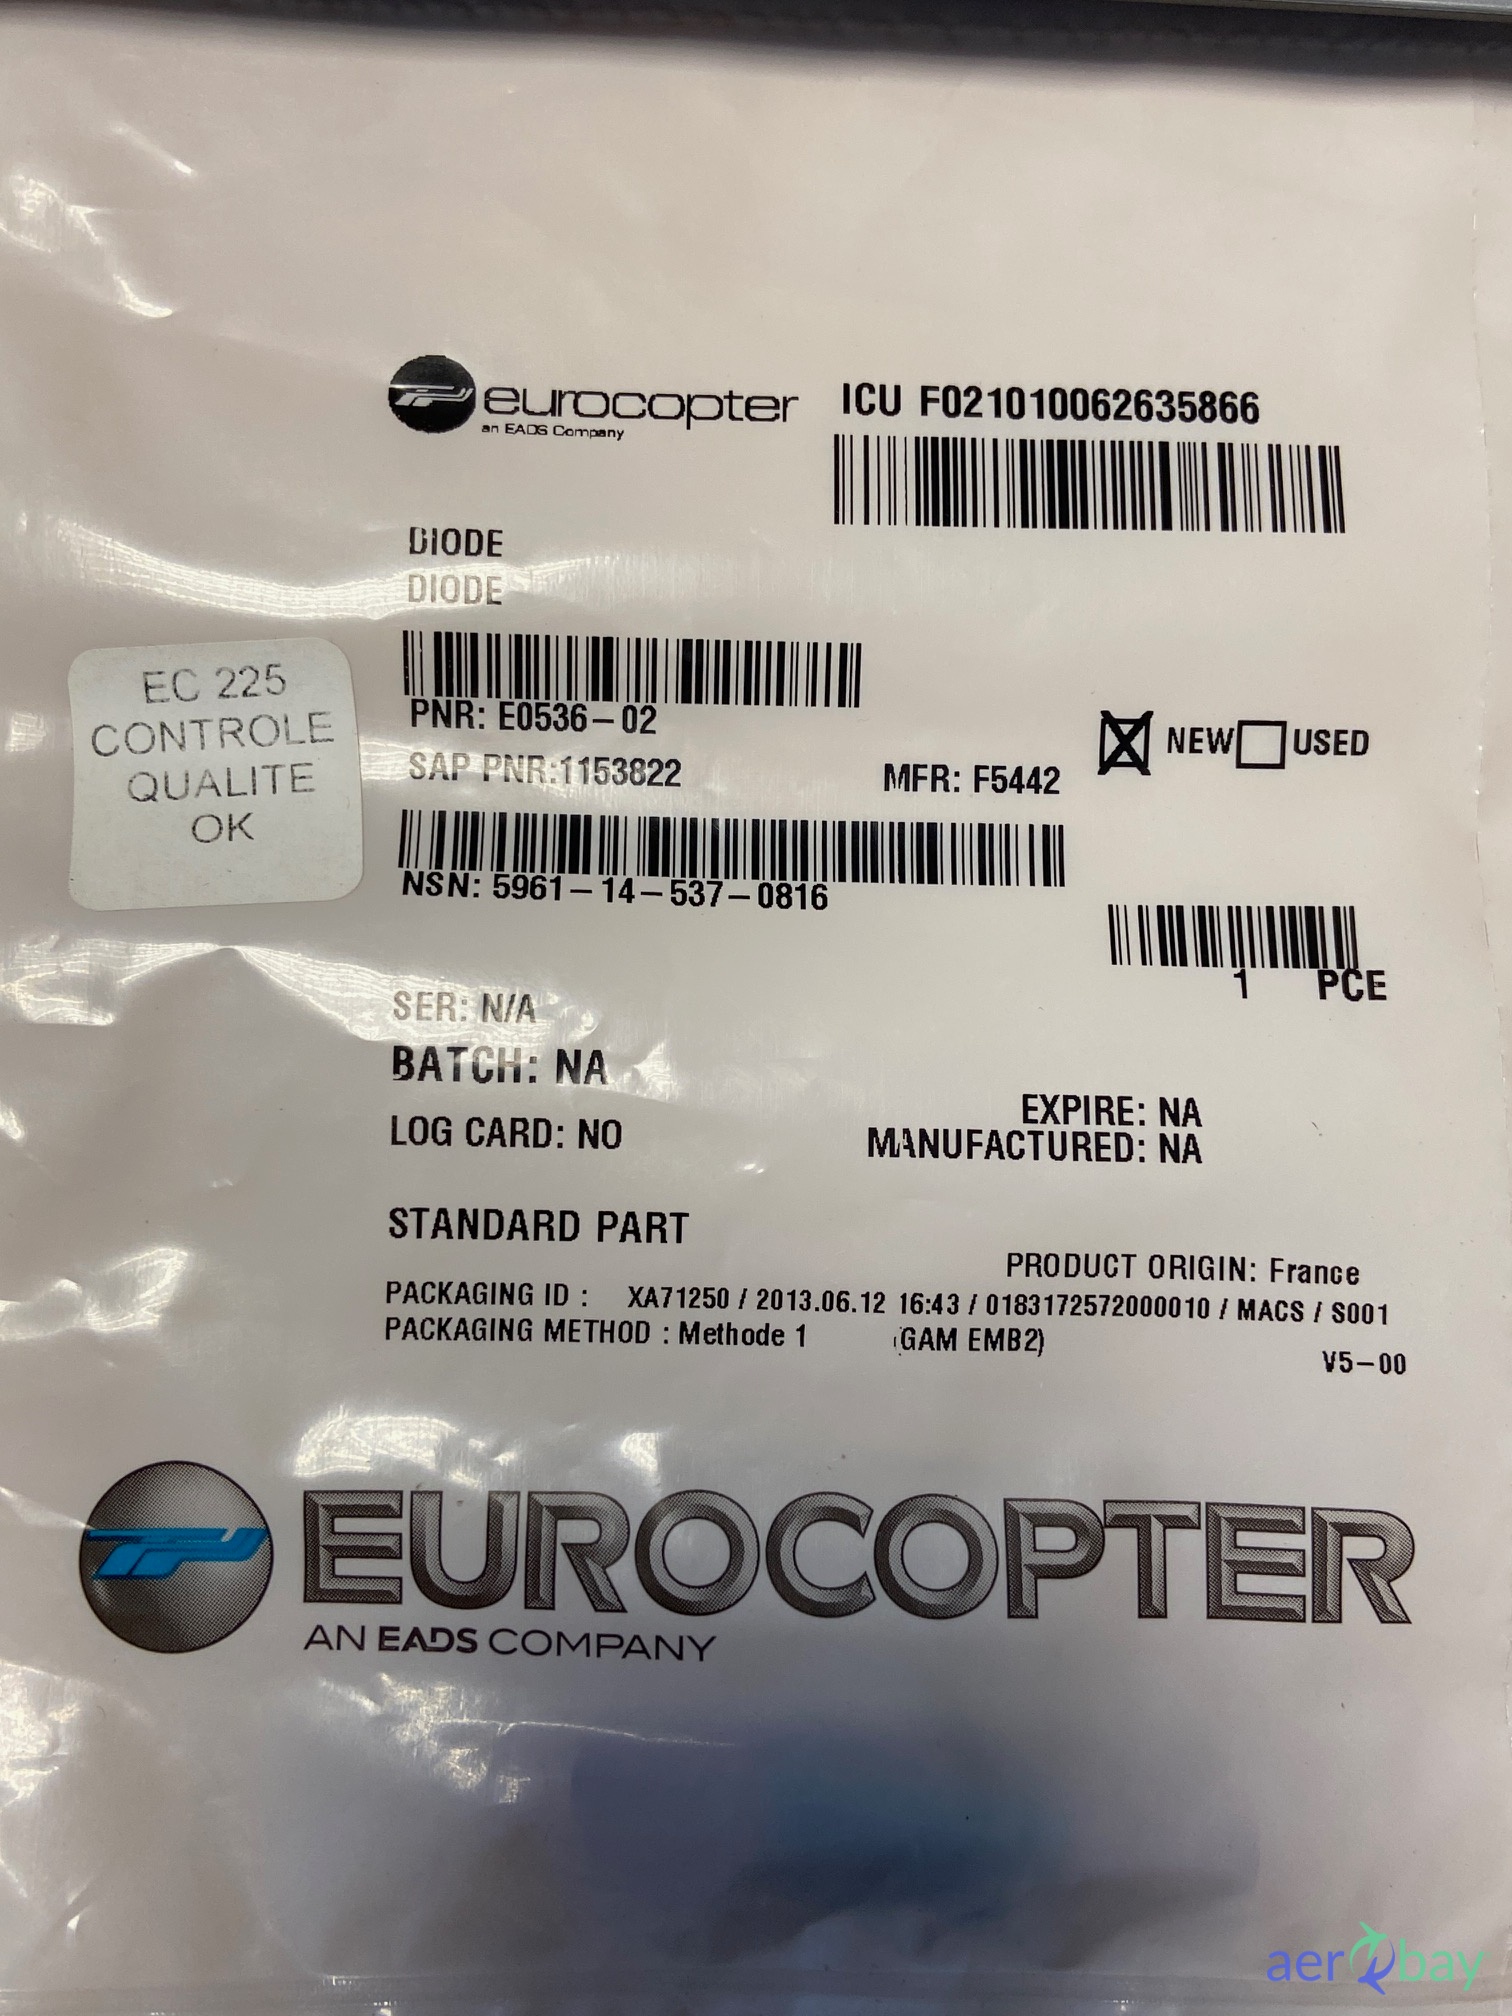 eurocopter
an EADS Company
ICU F021010062635866
DIODE
DIODE
EC 225
CONTROLE
QUALITE
OK
PNR: E0536-02
NEW USED
SAP PNR:1153822 MFR: F5442
NSN: 5961-14-537-0816
1 PCE
SER: N/A
BATCH: NA
EXPIRE: NA
LOG CARD: NO
MANUFACTURED: NA
STANDARD PART
PRODUCT ORIGIN: France
PACKAGING ID : XA71250 / 2013.06.12 16:43 / 0183172572000010 / MACS / S001
PACKAGING METHOD : Methode 1 (GAM EMB2)
V5-00
EUROCOPTER
AN EADS COMPANY
aerobay